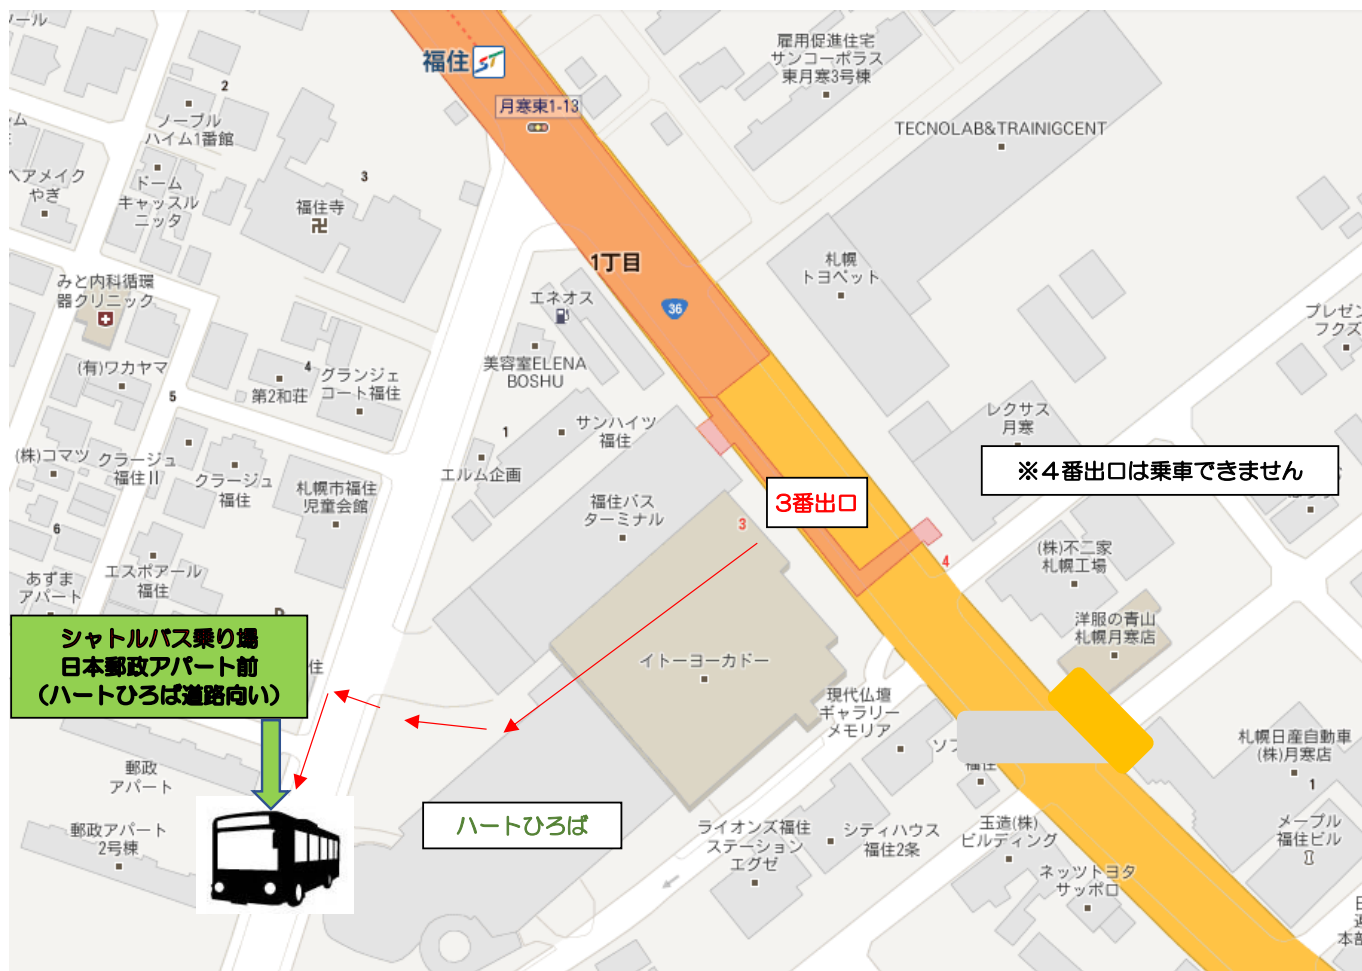 福住
月寒東1-13
雇用促進住宅
サンコーポラス
東月寒3号棟
TECNOLAB&TRAINIGCENT
2
ノーブル
ハイム1番館
ヘアメイク
やぎ
ドーム
キャッスル
ニッタ
3
福住寺
1丁目
36
札幌
トヨペット
みと内科循環
器クリニック
エネオス
美容室ELENA
BOSHU
(有)ワカヤマ
4
第2和荘
グランジェ
コート福住
5
サンハイツ
福住
1
エルム企画
レクサス
月寒
※4番出口は乗車できません
(株)コマツ
クラージュ
福住II
クラージュ
福住
札幌市福住
児童会館
福住バス
ターミナル
3番出口
3
4
6
あずま
アパート
エスポアール
福住
(株)不二家
札幌工場
洋服の青山
札幌月寒店
シャトルバス乗り場
日本郵政アパート前
（ハートひろば道路向い）
住
イトーヨーカドー
現代仏壇
ギャラリー
メモリア
ソフ
福住
札幌日産自動車
(株)月寒店
1
郵政
アパート
郵政アパート
2号棟
ハートひろば
ライオンズ福住
ステーション
エグゼ
シティハウス
福住2条
玉造(株)
ビルディング
ネッツトヨタ
サッポロ
メープル
福住ビル
プレゼン
フクズ
本部